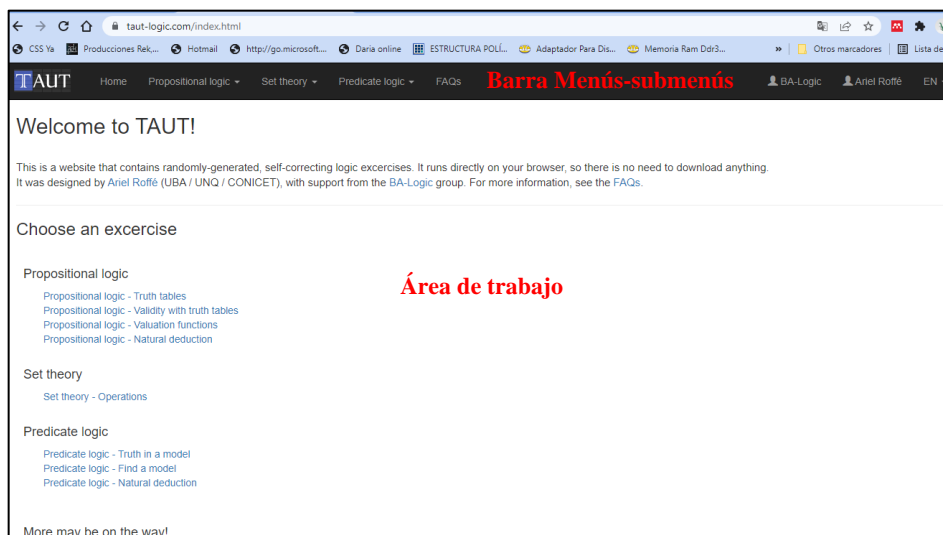 taut-logic.com/index.html
CSS Ya Producciones Rek,... Hotmail http://go.microsoft.... Daria online ESTRUCTURA POLÍ... Adaptador Para Dis... Memoria Ram Ddr3... » Otros marcadores Lista de
TAUT Home Propositional logic Set theory Predicate logic FAQs Barra Menús-submenús BA-Logic Ariel Roffé EN
Welcome to TAUT!
This is a website that contains randomly-generated, self-correcting logic excercises. It runs directly on your browser, so there is no need to download anything.
It was designed by Ariel Roffé (UBA / UNQ / CONICET), with support from the BA-Logic group. For more information, see the FAQs.
Choose an excercise
Propositional logic
Área de trabajo
Propositional logic - Truth tables
Propositional logic - Validity with truth tables
Propositional logic - Valuation functions
Propositional logic - Natural deduction
Set theory
Set theory - Operations
Predicate logic
Predicate logic - Truth in a model
Predicate logic - Find a model
Predicate logic - Natural deduction
More may be on the way!